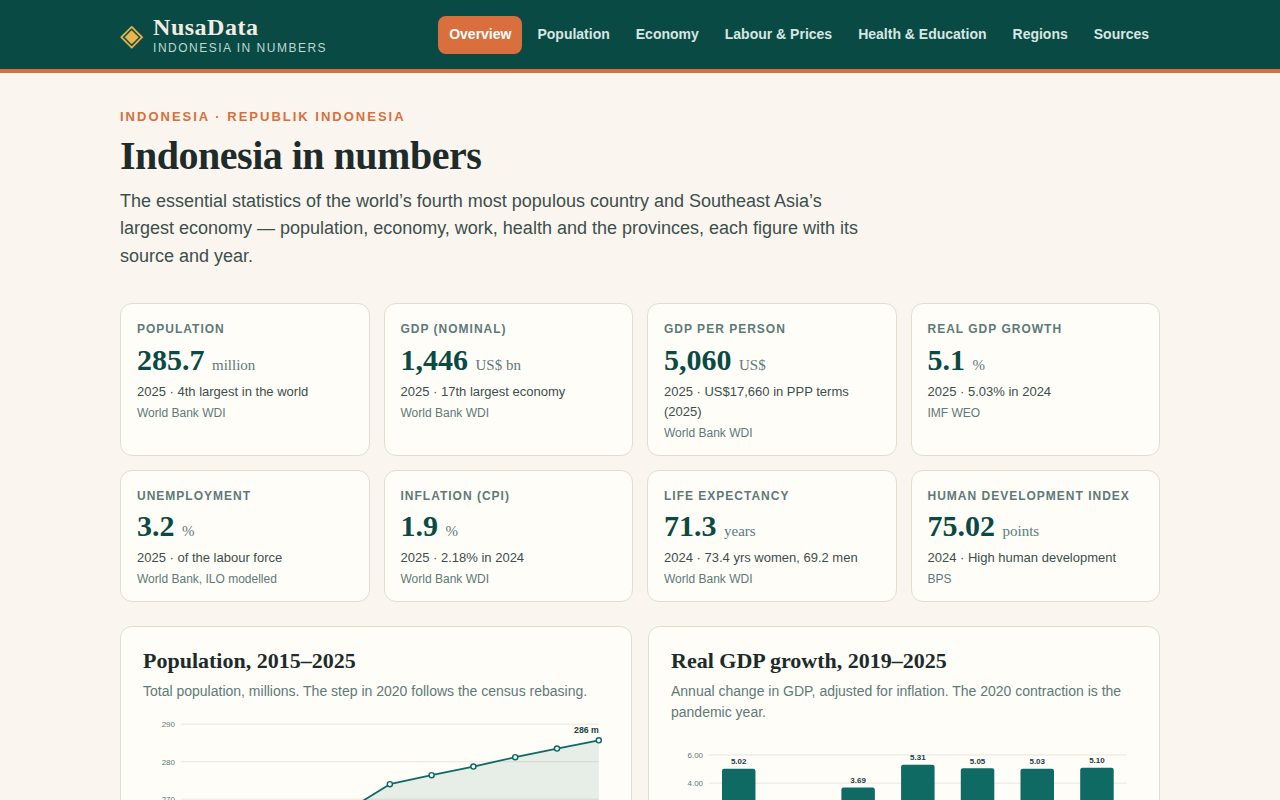 NusaData
INDONESIA IN NUMBERS
Overview
Population
Economy
Labour & Prices
Health & Education
Regions
Sources
INDONESIA · REPUBLIK INDONESIA
Indonesia in numbers
The essential statistics of the world’s fourth most populous country and Southeast Asia’s
largest economy — population, economy, work, health and the provinces, each figure with its
source and year.
POPULATION
285.7 million
2025 · 4th largest in the world
World Bank WDI
GDP (NOMINAL)
1,446 US$ bn
2025 · 17th largest economy
World Bank WDI
GDP PER PERSON
5,060 US$
2025 · US$17,660 in PPP terms
(2025)
World Bank WDI
REAL GDP GROWTH
5.1 %
2025 · 5.03% in 2024
IMF WEO
UNEMPLOYMENT
3.2 %
2025 · of the labour force
World Bank, ILO modelled
INFLATION (CPI)
1.9 %
2025 · 2.18% in 2024
World Bank WDI
LIFE EXPECTANCY
71.3 years
2024 · 73.4 yrs women, 69.2 men
World Bank WDI
HUMAN DEVELOPMENT INDEX
75.02 points
2024 · High human development
BPS
Population, 2015–2025
Total population, millions. The step in 2020 follows the census rebasing.
290
286 m
280
270
Real GDP growth, 2019–2025
Annual change in GDP, adjusted for inflation. The 2020 contraction is the
pandemic year.
6.00
5.02
3.69
5.31
5.05
5.03
5.10
4.00